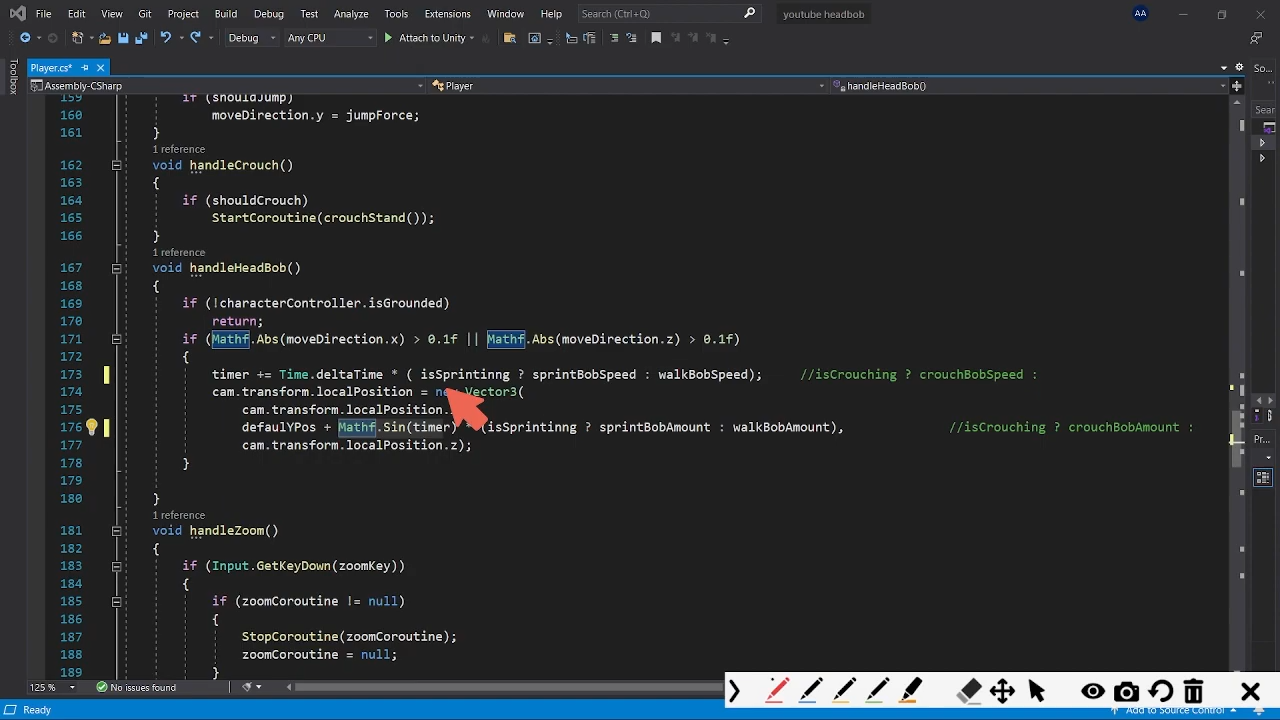 File Edit View Git Project Build Debug Test Analyze Tools Extensions Window Help Search (Ctrl+Q) youtube headbob AA
Debug Any CPU Attach to Unity
Toolbox
Player.cs* So...
Assembly-CSharp Player handleHeadBob()
159 if (shouldJump)
160 moveDirection.y = jumpForce;
161 }
1 reference
162 void handleCrouch()
163 {
164 if (shouldCrouch)
165 StartCoroutine(crouchStand());
166 }
1 reference
167 void handleHeadBob()
168 {
169 if (!characterController.isGrounded)
170 return;
171 if (Mathf.Abs(moveDirection.x) > 0.1f || Mathf.Abs(moveDirection.z) > 0.1f)
172 {
173 timer += Time.deltaTime * ( isSprintinng ? sprintBobSpeed : walkBobSpeed); //isCrouching ? crouchBobSpeed :
174 cam.transform.localPosition = new Vector3(
175 cam.transform.localPosition.
176 defaulYPos + Mathf.Sin(timer) * (isSprintinng ? sprintBobAmount : walkBobAmount), //isCrouching ? crouchBobAmount :
177 cam.transform.localPosition.z);
178 }
179
180 }
1 reference
181 void handleZoom()
182 {
183 if (Input.GetKeyDown(zoomKey))
184 {
185 if (zoomCoroutine != null)
186 {
187 StopCoroutine(zoomCoroutine);
188 zoomCoroutine = null;
189 }
Sear
Pr...
125 % No issues found
Ready Add to Source Control